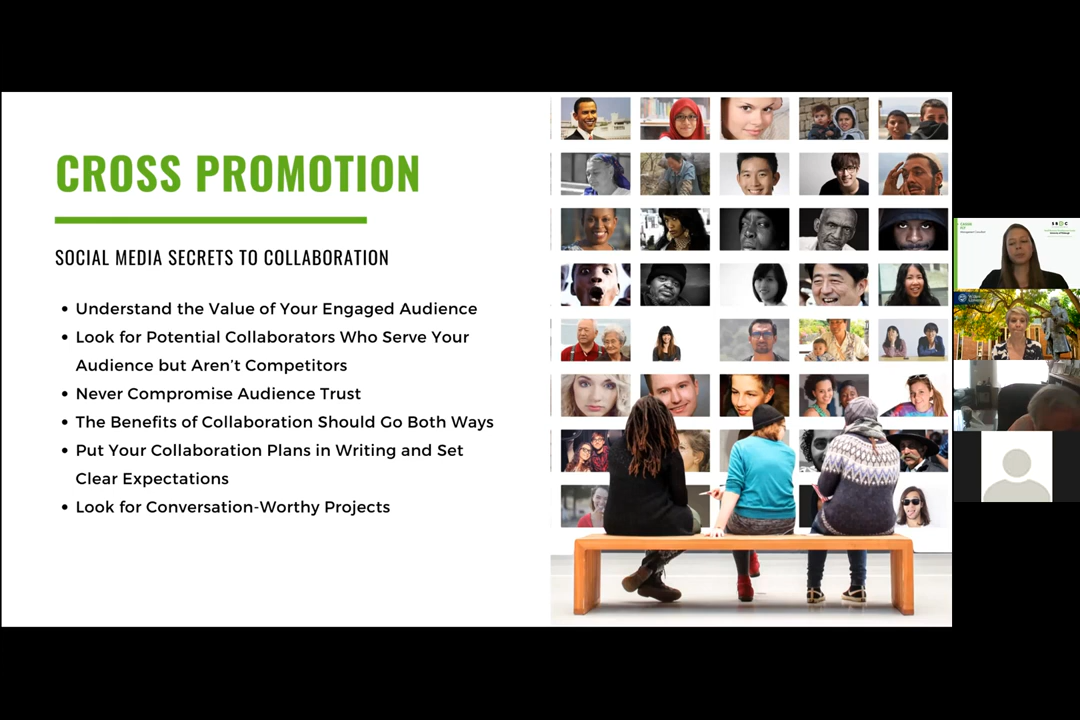 CROSS PROMOTION
SOCIAL MEDIA SECRETS TO COLLABORATION
• Understand the Value of Your Engaged Audience
• Look for Potential Collaborators Who Serve Your
Audience but Aren’t Competitors
• Never Compromise Audience Trust
• The Benefits of Collaboration Should Go Both Ways
• Put Your Collaboration Plans in Writing and Set
Clear Expectations
• Look for Conversation-Worthy Projects